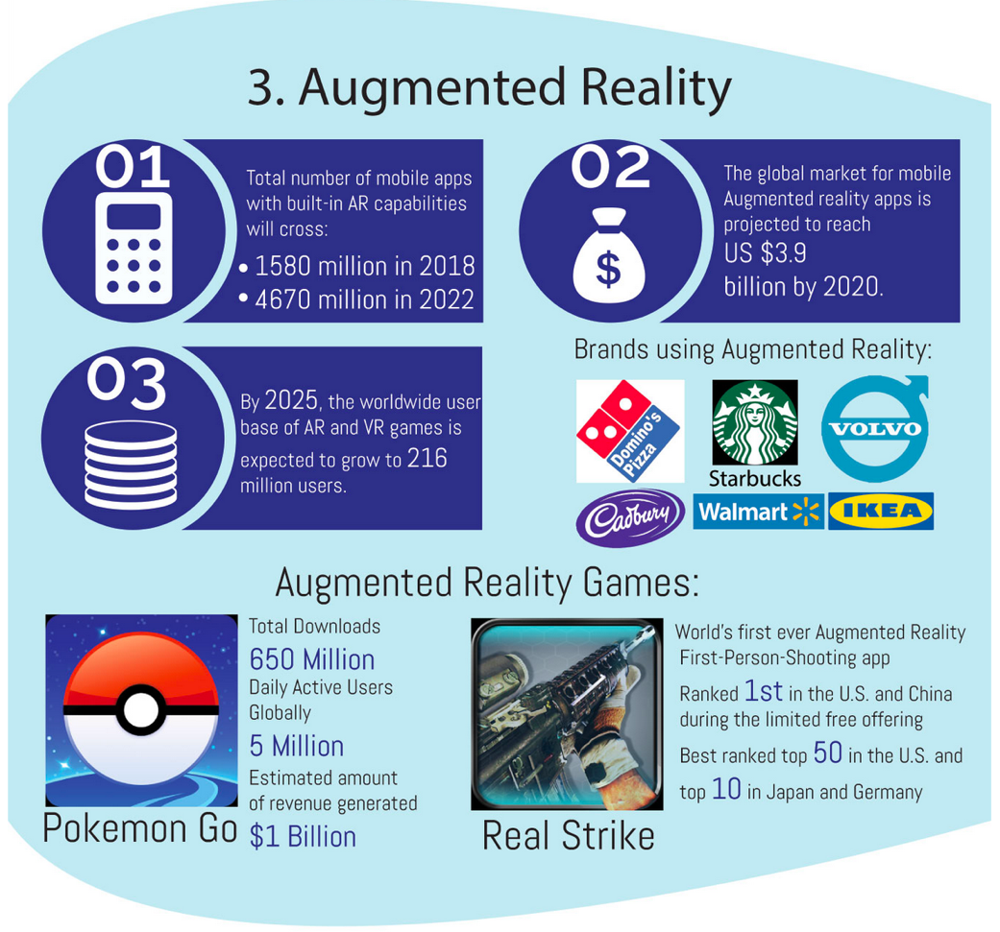 3. Augmented Reality
01
Total number of mobile apps
with built-in AR capabilities
will cross:
• 1580 million in 2018
• 4670 million in 2022
02
$
The global market for mobile
Augmented reality apps is
projected to reach
US $3.9
billion by 2020.
03
By 2025, the worldwide user
base of AR and VR games is
expected to grow to 216
million users.
Brands using Augmented Reality:
Domino's
Pizza
Starbucks
VOLVO
Cadbury
Walmart
IKEA
Augmented Reality Games:
Total Downloads
650 Million
Daily Active Users
Globally
5 Million
Estimated amount
of revenue generated
$1 Billion
Pokemon Go
World's first ever Augmented Reality
First-Person-Shooting app
Ranked 1st in the U.S. and China
during the limited free offering
Best ranked top 50 in the U.S. and
top 10 in Japan and Germany
Real Strike